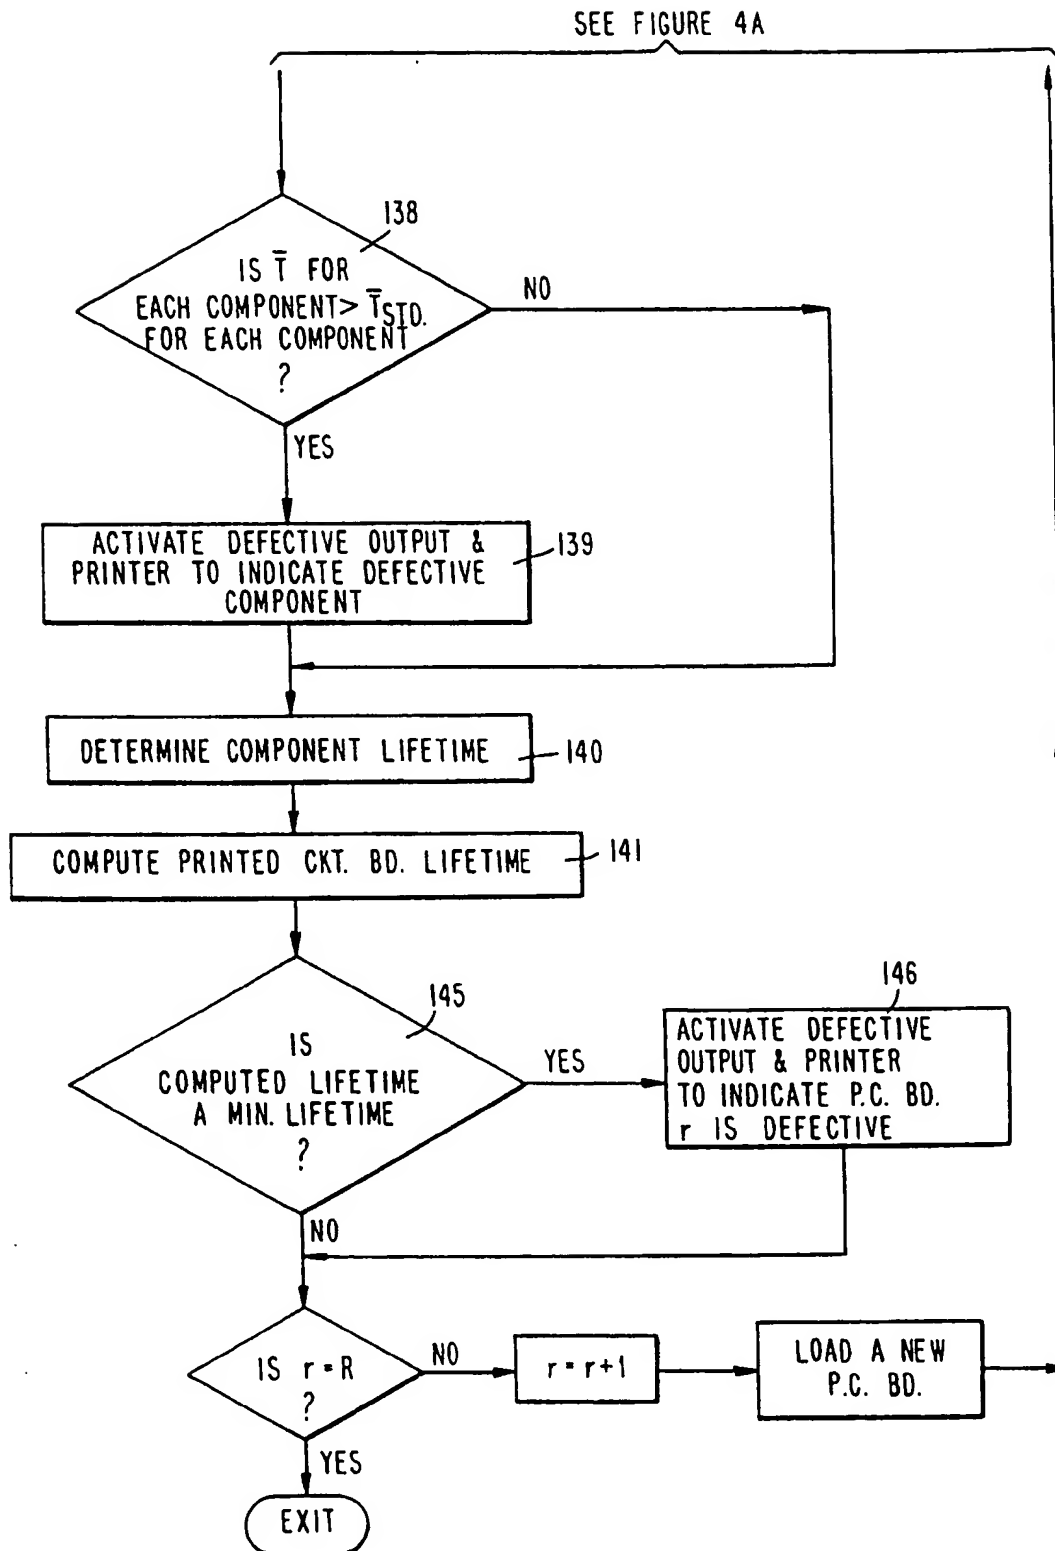 SEE FIGURE 4A
138
IS T̄ FOR
EACH COMPONENT > T̄STD.
FOR EACH COMPONENT
?
NO
YES
ACTIVATE DEFECTIVE OUTPUT &
PRINTER TO INDICATE DEFECTIVE
COMPONENT
139
DETERMINE COMPONENT LIFETIME
140
COMPUTE PRINTED CKT. BD. LIFETIME
141
145
IS
COMPUTED LIFETIME
A MIN. LIFETIME
?
YES
146
ACTIVATE DEFECTIVE
OUTPUT & PRINTER
TO INDICATE P.C. BD.
r IS DEFECTIVE
NO
IS r = R
?
NO
r = r+1
LOAD A NEW
P.C. BD.
YES
EXIT